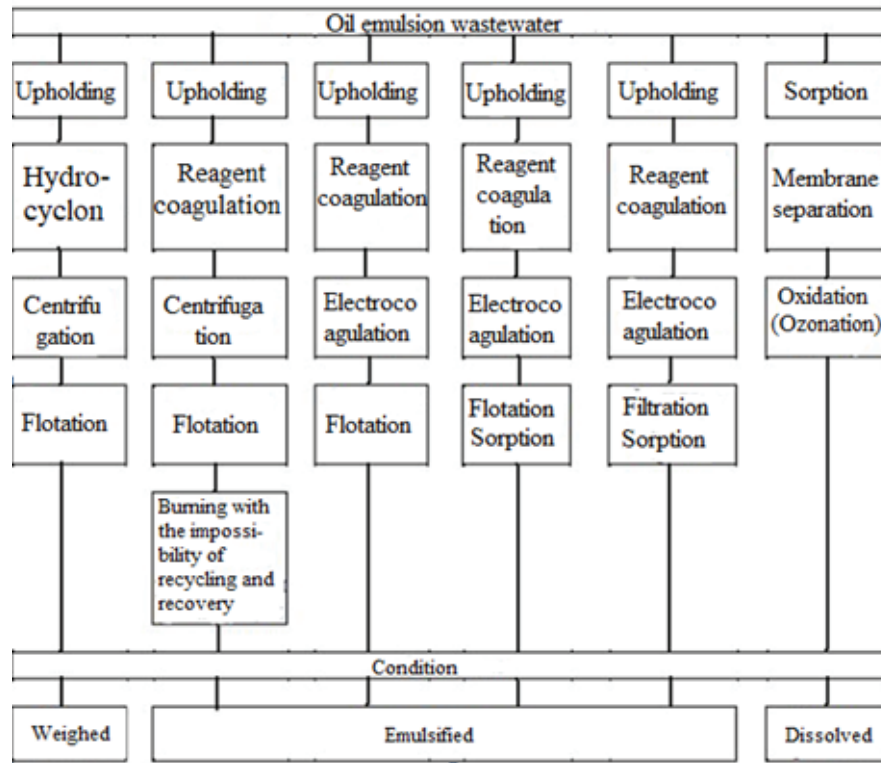 Oil emulsion wastewater
Upholding
Upholding
Upholding
Upholding
Upholding
Sorption
Hydro-
cyclon
Reagent
coagulation
Reagent
coagulation
Reagent
coagula
tion
Reagent
coagulation
Membrane
separation
Centrifu
gation
Centrifuga
tion
Electroco
agulation
Electroco
agulation
Electroco
agulation
Oxidation
(Ozonation)
Flotation
Flotation
Flotation
Flotation
Sorption
Filtration
Sorption
Burning with
the impossi-
bility of
recycling and
recovery
Condition
Weighed
Emulsified
Dissolved